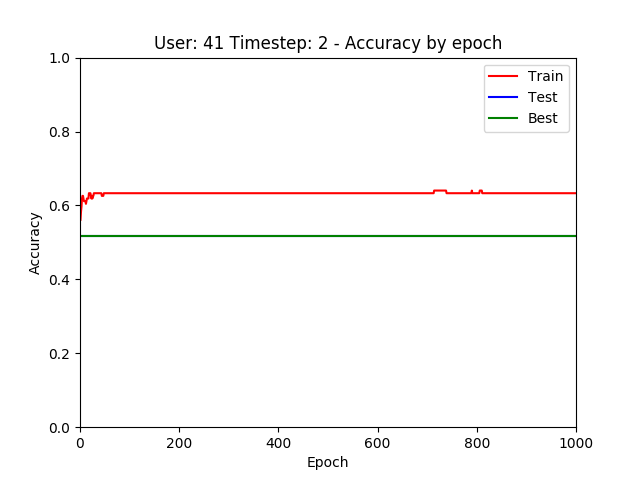 User: 41 Timestep: 2 - Accuracy by epoch
1.0
0.8
0.6
0.4
0.2
0.0
Accuracy
Train
Test
Best
0 200 400 600 800 1000
Epoch